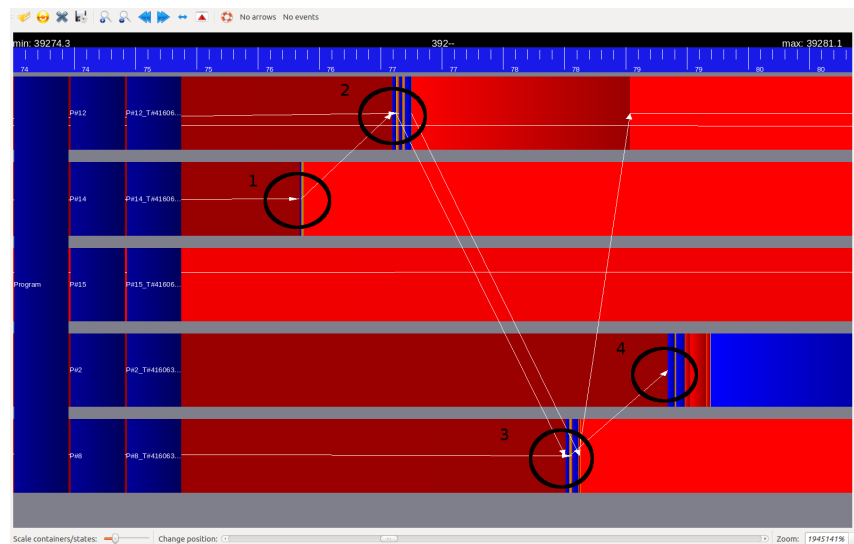 No arrows No events
min: 39274.3 392-- max: 39281.1
74 74 75 75 76 76 77 77 78 78 79 79 80 80
2
P#12 P#12_T#41606...
1
P#14 P#14_T#41606...
Program P#15 P#15_T#41606...
4
P#2 P#2_T#416063...
3
P#8 P#8_T#416063...
Scale containers/states: Change position: Zoom: 1945141%